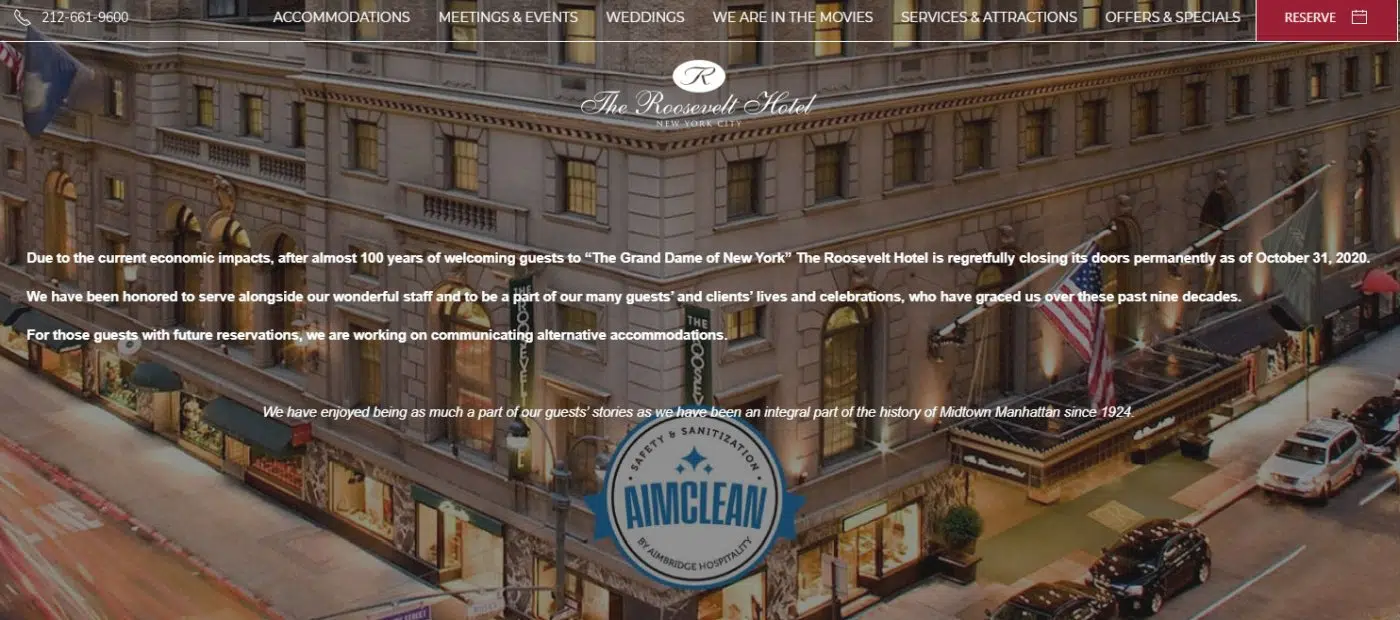 212-661-9600
ACCOMMODATIONS
MEETINGS & EVENTS
WEDDINGS
WE ARE IN THE MOVIES
SERVICES & ATTRACTIONS
OFFERS & SPECIALS
RESERVE
R
The Roosevelt Hotel
NEW YORK CITY
Due to the current economic impacts, after almost 100 years of welcoming guests to “The Grand Dame of New York” The Roosevelt Hotel is regretfully closing its doors permanently as of October 31, 2020.
We have been honored to serve alongside our wonderful staff and to be a part of our many guests’ and clients’ lives and celebrations, who have graced us over these past nine decades.
For those guests with future reservations, we are working on communicating alternative accommodations.
THE ROOSEVELT
THE
We have enjoyed being as much a part of our guests’ stories as we have been an integral part of the history of Midtown Manhattan since 1924.
SAFETY & SANITIZATION
AIMCLEAN
BY AIMBRIDGE HOSPITALITY